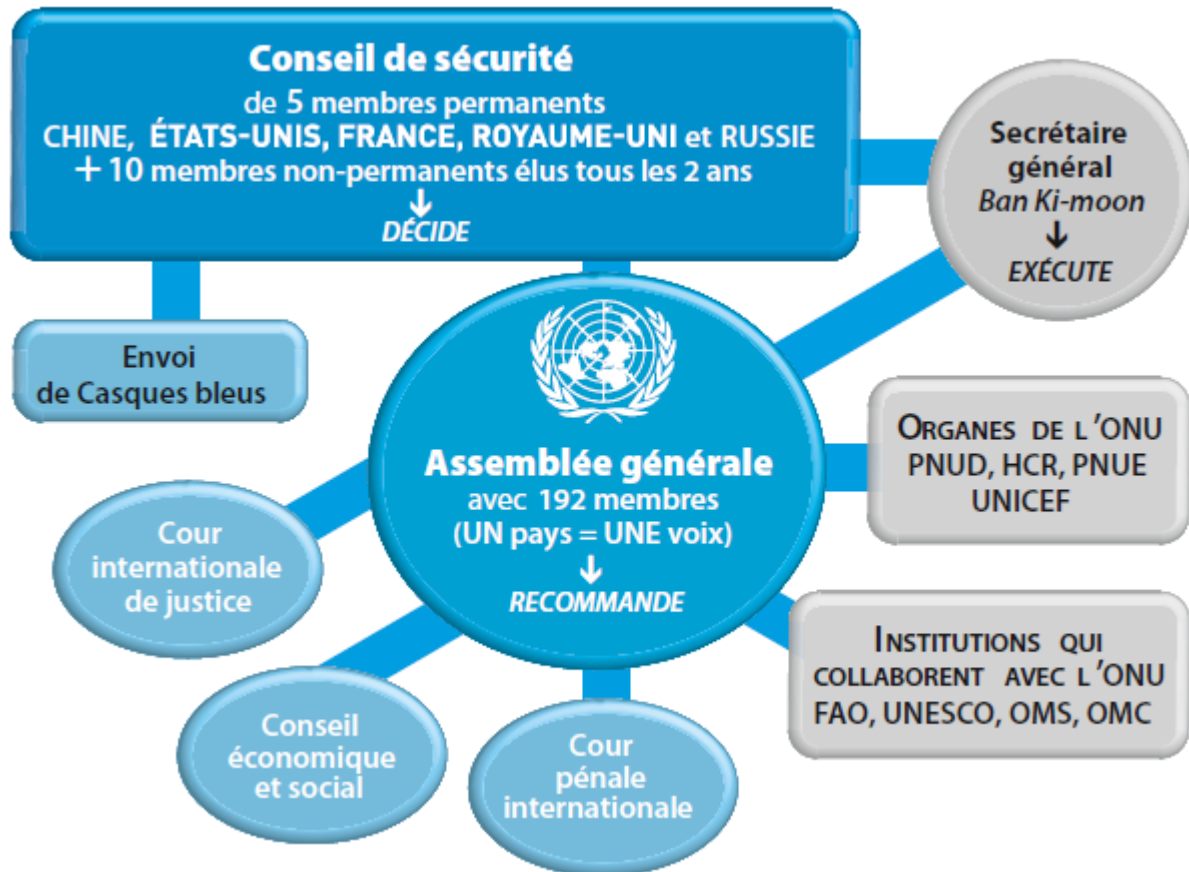 Conseil de sécurité
de 5 membres permanents
CHINE, ÉTATS-UNIS, FRANCE, ROYAUME-UNI et RUSSIE
+ 10 membres non-permanents élus tous les 2 ans
↓
DÉCIDE
Secrétaire
général
Ban Ki-moon
↓
EXÉCUTE
Envoi
de Casques bleus
Assemblée générale
avec 192 membres
(UN pays = UNE voix)
↓
RECOMMANDE
ORGANES DE L 'ONU
PNUD, HCR, PNUE
UNICEF
Cour
internationale
de justice
INSTITUTIONS QUI
COLLABORENT AVEC L 'ONU
FAO, UNESCO, OMS, OMC
Conseil
économique
et social
Cour
pénale
internationale